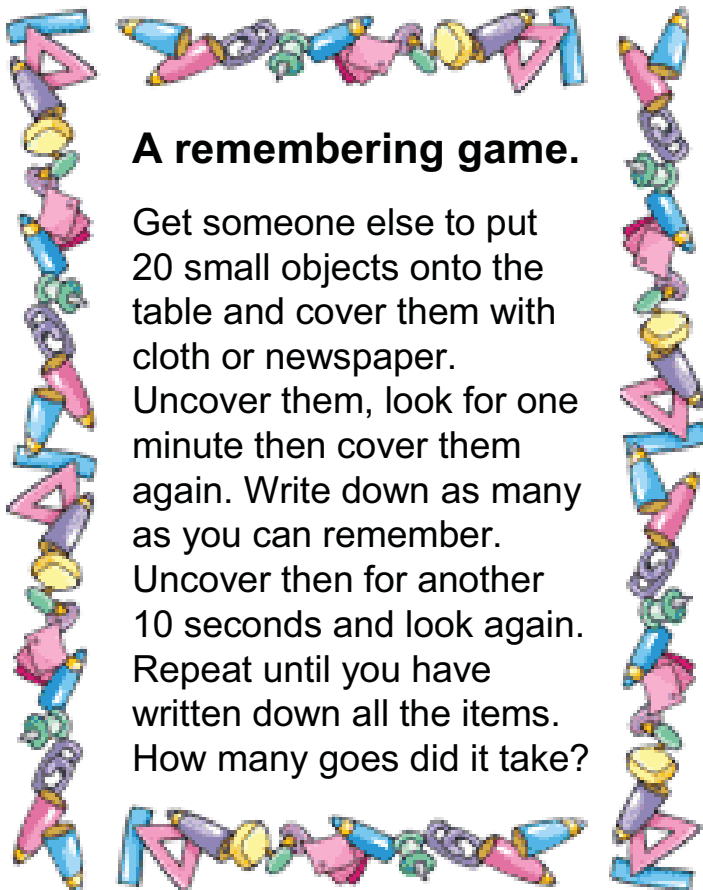 A remembering game.
Get someone else to put
20 small objects onto the
table and cover them with
cloth or newspaper.
Uncover them, look for one
minute then cover them
again. Write down as many
as you can remember.
Uncover then for another
10 seconds and look again.
Repeat until you have
written down all the items.
How many goes did it take?